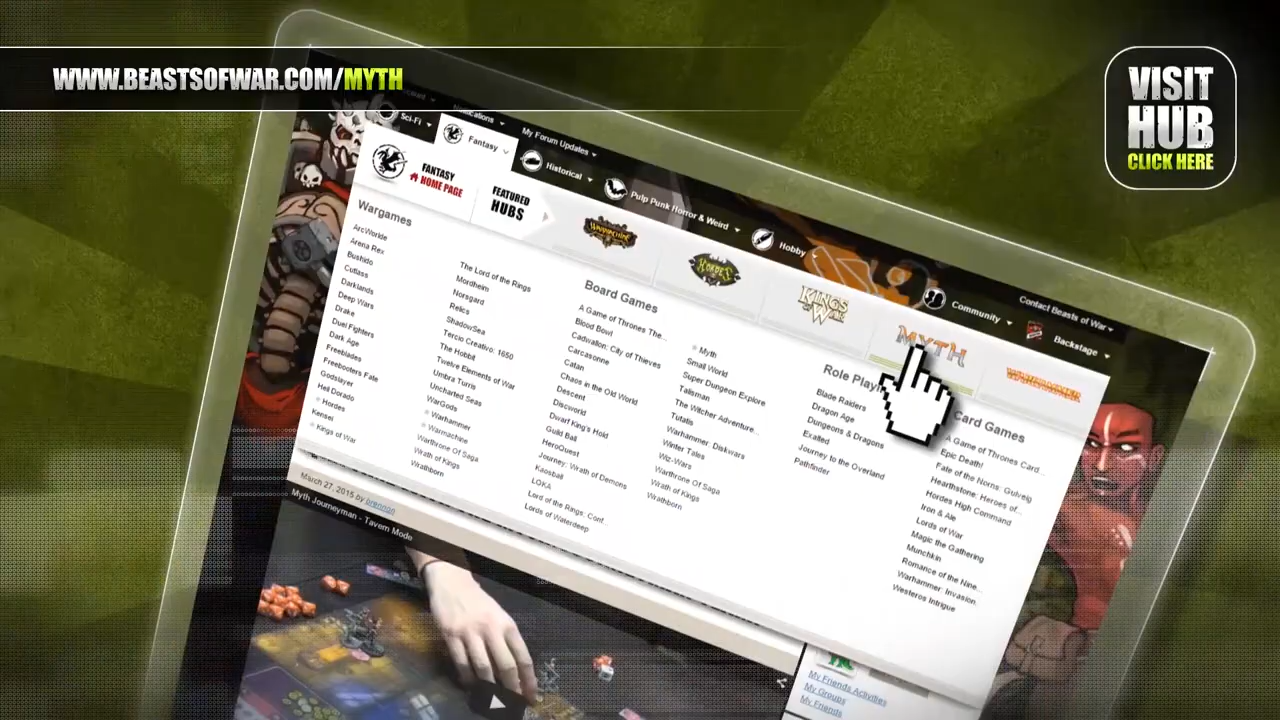 WWW.BEASTSOFWAR.COM/MYTH
VISIT
HUB
CLICK HERE
Notifications
My Forum Updates
Sci-Fi
Fantasy
Historical
Pulp Punk Horror & Weird
Hobby
Community
Contact Beasts of War
Backstage
FANTASY
HOME PAGE
FEATURED
HUBS
WARMACHINE
HORDES
KINGS
OF WAR
MYTH
WARHAMMER
Wargames
ArcWorlde
Arena Rex
Bushido
Cutlass
Darklands
Deep Wars
Drake
Duel Fighters
Dark Age
Freeblades
Freebooters Fate
Godslayer
Hell Dorado
Hordes
Kensei
Kings of War
The Lord of the Rings
Mordheim
Norsgard
Relics
ShadowSea
Tercio Creativo: 1650
The Hobbit
Twelve Elements of War
Umbra Turris
Uncharted Seas
WarGods
Warhammer
Warmachine
Warthrone Of Saga
Wrath of Kings
Wrathborn
Board Games
A Game of Thrones The...
Blood Bowl
Cadwallon: City of Thieves
Carcasonne
Catan
Chaos in the Old World
Descent
Discworld
Dwarf King's Hold
Guild Ball
HeroQuest
Journey: Wrath of Demons
Kaosball
LOKA
Lord of the Rings: Conf...
Lords of Waterdeep
Myth
Small World
Super Dungeon Explore
Talisman
The Witcher Adventure...
Tutatis
Warhammer: Diskwars
Winter Tales
Wiz-Wars
Warthrone Of Saga
Wrath of Kings
Wrathborn
Role Playi
Blade Raiders
Dragon Age
Dungeons & Dragons
Exalted
Journey to the Overland
Pathfinder
Card Games
A Game of Thrones Card...
Epic Death!
Fate of the Norns: Gulveig
Hearthstone: Heroes of...
Hordes High Command
Iron & Ale
Lords of War
Magic the Gathering
Munchkin
Romance of the Nine...
Warhammer: Invasion
Westeros Intrigue
March 27, 2015 by brennon
Myth Journeyman - Tavern Mode
My Friends Activities
My Groups
My Friends